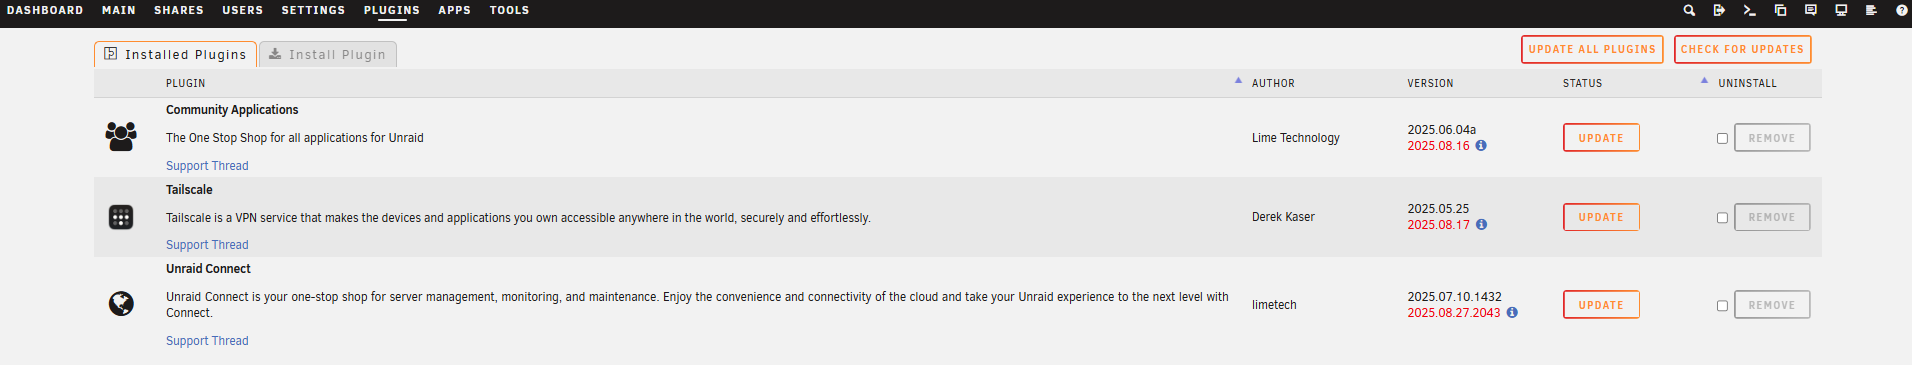 DASHBOARD MAIN SHARES USERS SETTINGS PLUGINS APPS TOOLS
Installed Plugins Install Plugin UPDATE ALL PLUGINS CHECK FOR UPDATES
PLUGIN AUTHOR VERSION STATUS UNINSTALL
Community Applications
The One Stop Shop for all applications for Unraid
Support Thread
Lime Technology
2025.06.04a
2025.08.16
UPDATE REMOVE
Tailscale
Tailscale is a VPN service that makes the devices and applications you own accessible anywhere in the world, securely and effortlessly.
Support Thread
Derek Kaser
2025.05.25
2025.08.17
UPDATE REMOVE
Unraid Connect
Unraid Connect is your one-stop shop for server management, monitoring, and maintenance. Enjoy the convenience and connectivity of the cloud and take your Unraid experience to the next level with
Connect.
Support Thread
limetech
2025.07.10.1432
2025.08.27.2043
UPDATE REMOVE